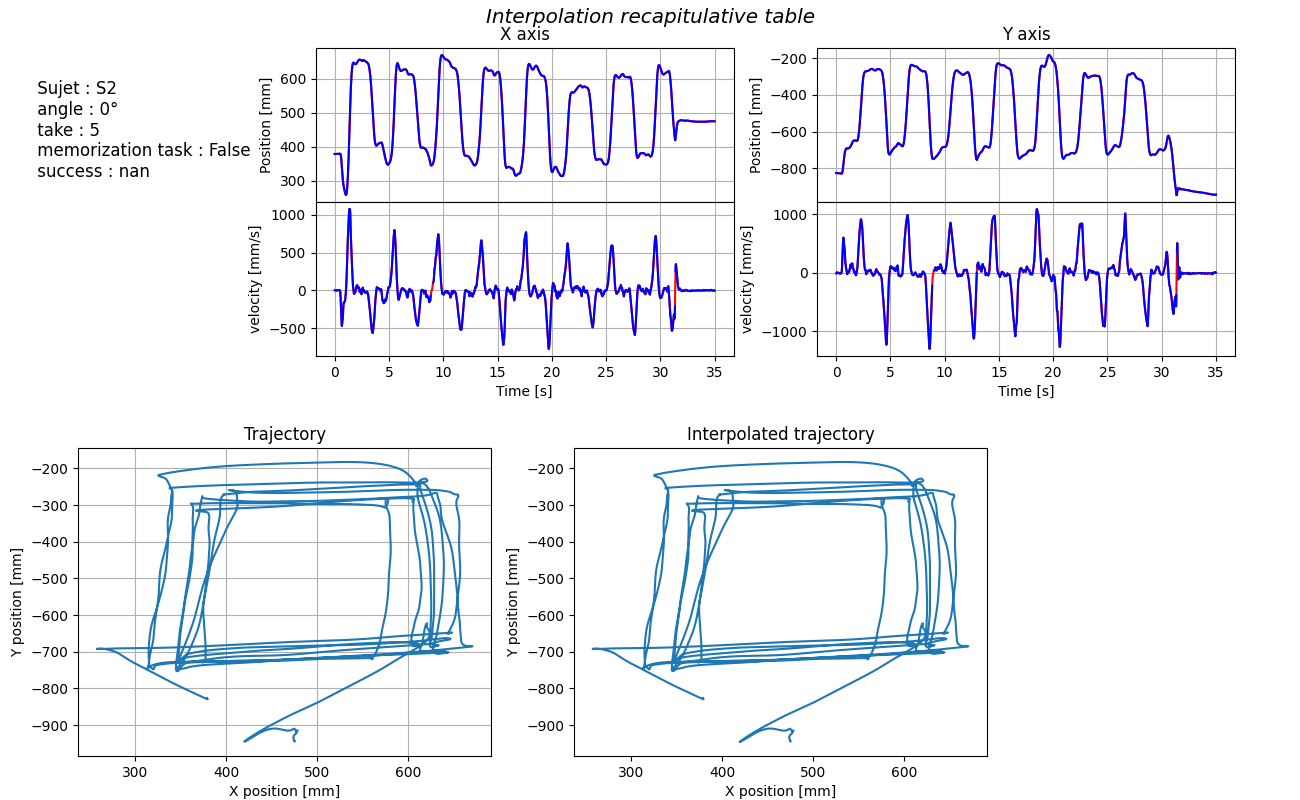 Interpolation recapitulative table
Sujet : S2
angle : 0°
take : 5
memorization task : False
success : nan
X axis
Position [mm]
600
500
400
300
velocity [mm/s]
1000
500
0
−500
0 5 10 15 20 25 30 35
Time [s]
Y axis
Position [mm]
−200
−400
−600
−800
velocity [mm/s]
1000
0
−1000
0 5 10 15 20 25 30 35
Time [s]
Trajectory
Y position [mm]
−200
−300
−400
−500
−600
−700
−800
−900
300 400 500 600
X position [mm]
Interpolated trajectory
Y position [mm]
−200
−300
−400
−500
−600
−700
−800
−900
300 400 500 600
X position [mm]